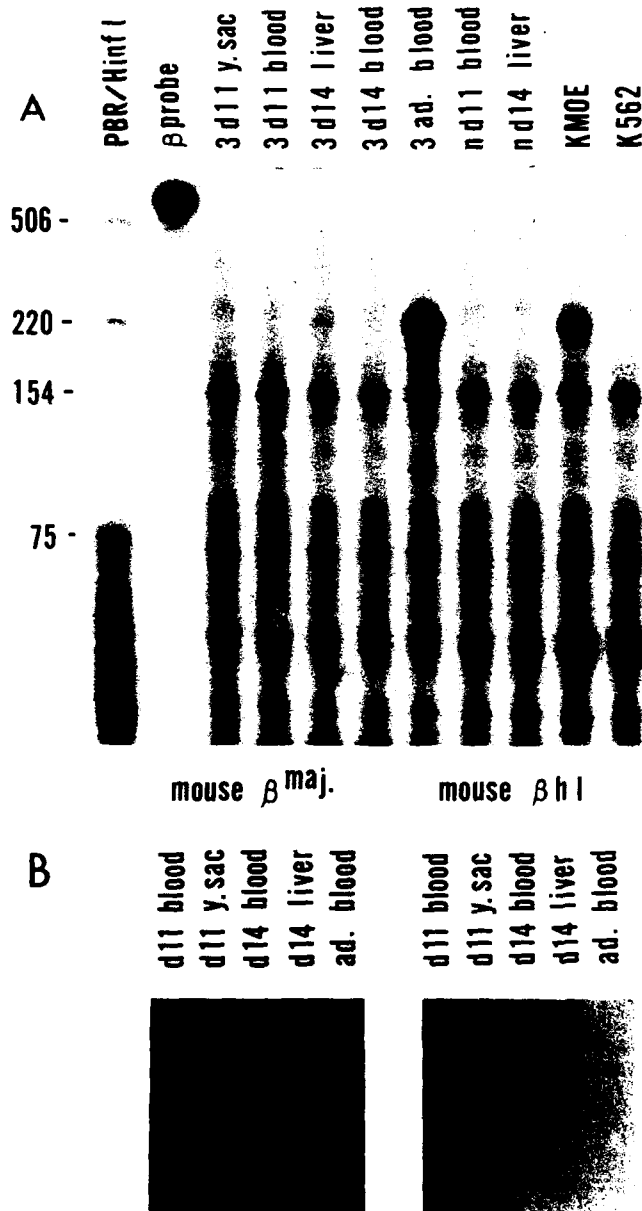 A
PBR/Hinf I
β probe
3 d11 y.sac
3 d11 blood
3 d14 liver
3 d14 blood
3 ad. blood
n d11 blood
n d14 liver
KMOE
K562
506 -
220 -
154 -
75 -
mouse β maj.
mouse β h I
B
d11 blood
d11 y.sac
d14 blood
d14 liver
ad. blood
d11 blood
d11 y.sac
d14 blood
d14 liver
ad. blood